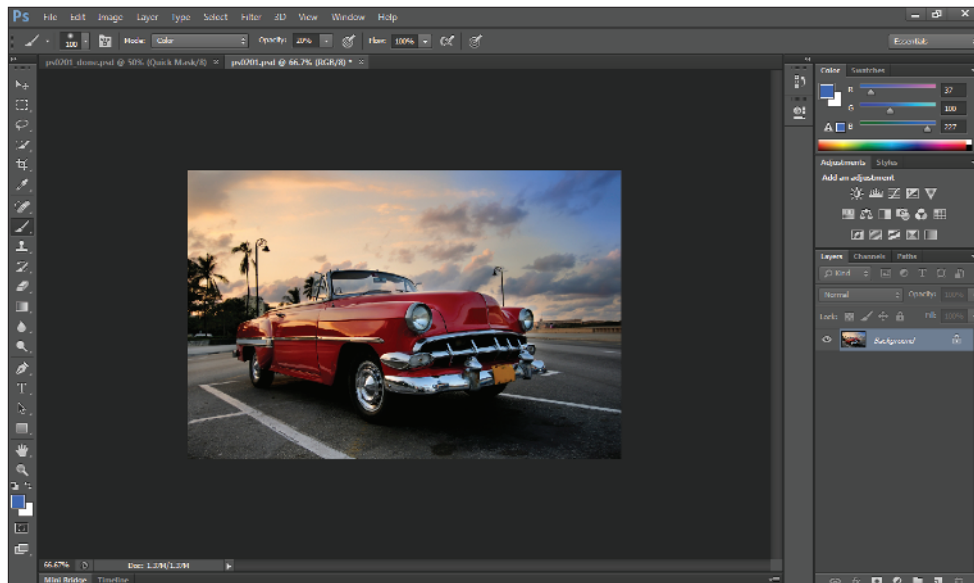 Ps File Edit Image Layer Type Select Filter 3D View Window Help
100 Mode: Color Opacity: 20% Flow: 100% Essentials
ps0201_done.psd @ 50% (Quick Mask/8) × ps0201.psd @ 66.7% (RGB/8) * ×
Color Swatches
R 37
G 100
B 227
Adjustments Styles
Add an adjustment
Layers Channels Paths
Kind
Normal Opacity: 100%
Lock: Fill: 100%
Background
66.67% Doc: 1.37M/1.37M
Mini Bridge Timeline